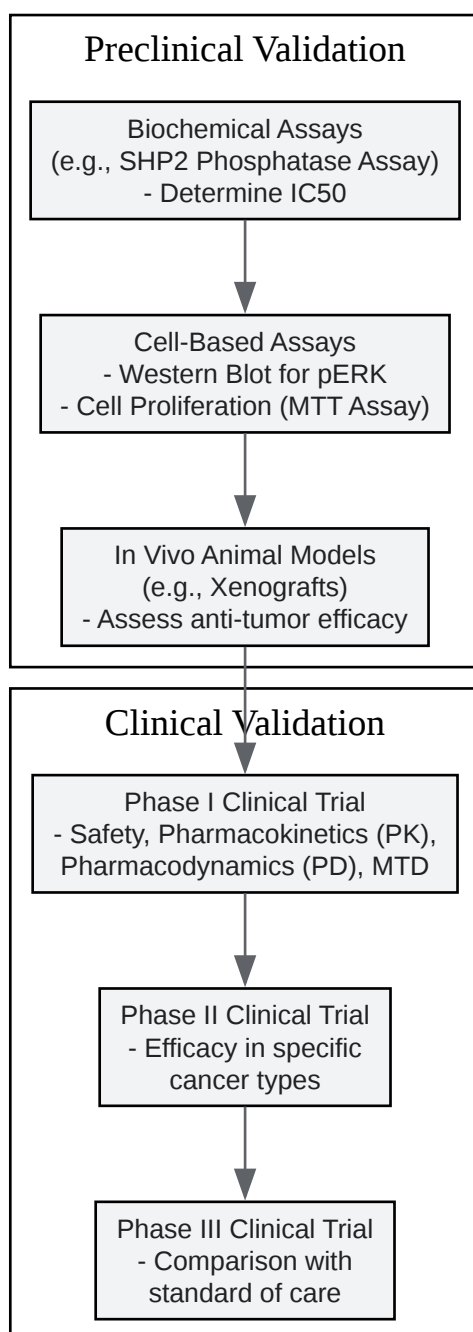 Preclinical Validation
Biochemical Assays
(e.g., SHP2 Phosphatase Assay)
- Determine IC50
Cell-Based Assays
- Western Blot for pERK
- Cell Proliferation (MTT Assay)
In Vivo Animal Models
(e.g., Xenografts)
- Assess anti-tumor efficacy
Clinical Validation
Phase I Clinical Trial
- Safety, Pharmacokinetics (PK),
Pharmacodynamics (PD), MTD
Phase II Clinical Trial
- Efficacy in specific
cancer types
Phase III Clinical Trial
- Comparison with
standard of care